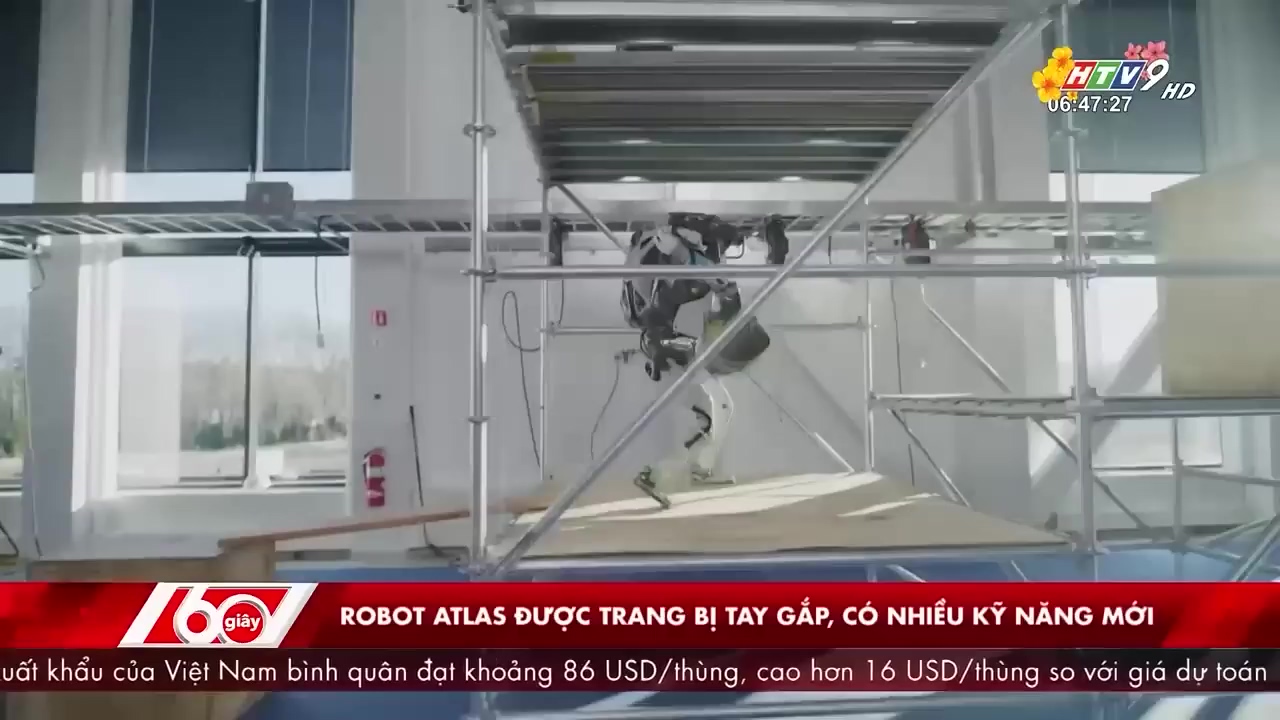 HTV9 HD
06:47:27
60 giây
ROBOT ATLAS ĐƯỢC TRANG BỊ TAY GẮP, CÓ NHIỀU KỸ NĂNG MỚI
xuất khẩu của Việt Nam bình quân đạt khoảng 86 USD/thùng, cao hơn 16 USD/thùng so với giá dự toán